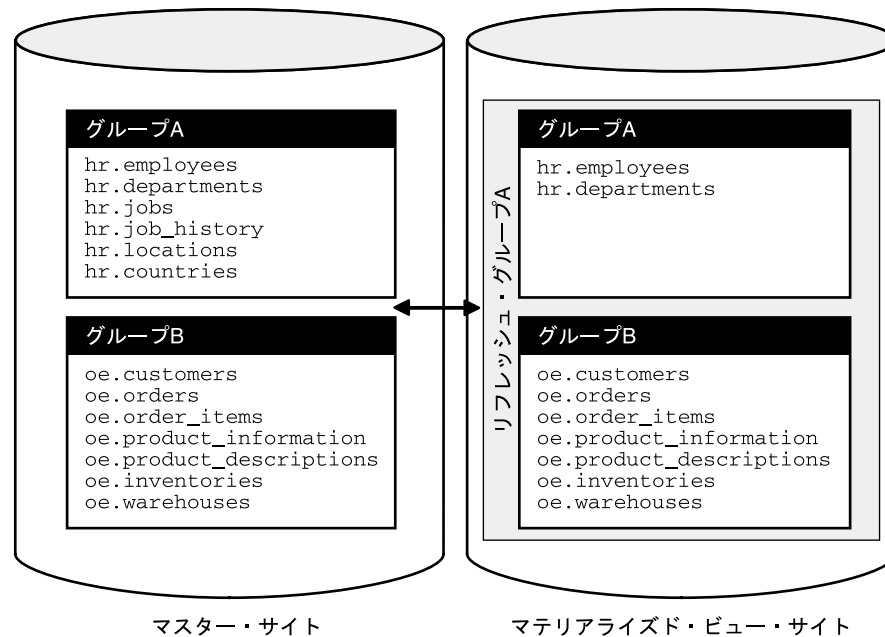 グループA
hr.employees
hr.departments
hr.jobs
hr.job_history
hr.locations
hr.countries
グループB
oe.customers
oe.orders
oe.order_items
oe.product_information
oe.product_descriptions
oe.inventories
oe.warehouses
マスター・サイト
リフレッシュ・グループA
グループA
hr.employees
hr.departments
グループB
oe.customers
oe.orders
oe.order_items
oe.product_information
oe.product_descriptions
oe.inventories
oe.warehouses
マテリアライズド・ビュー・サイト